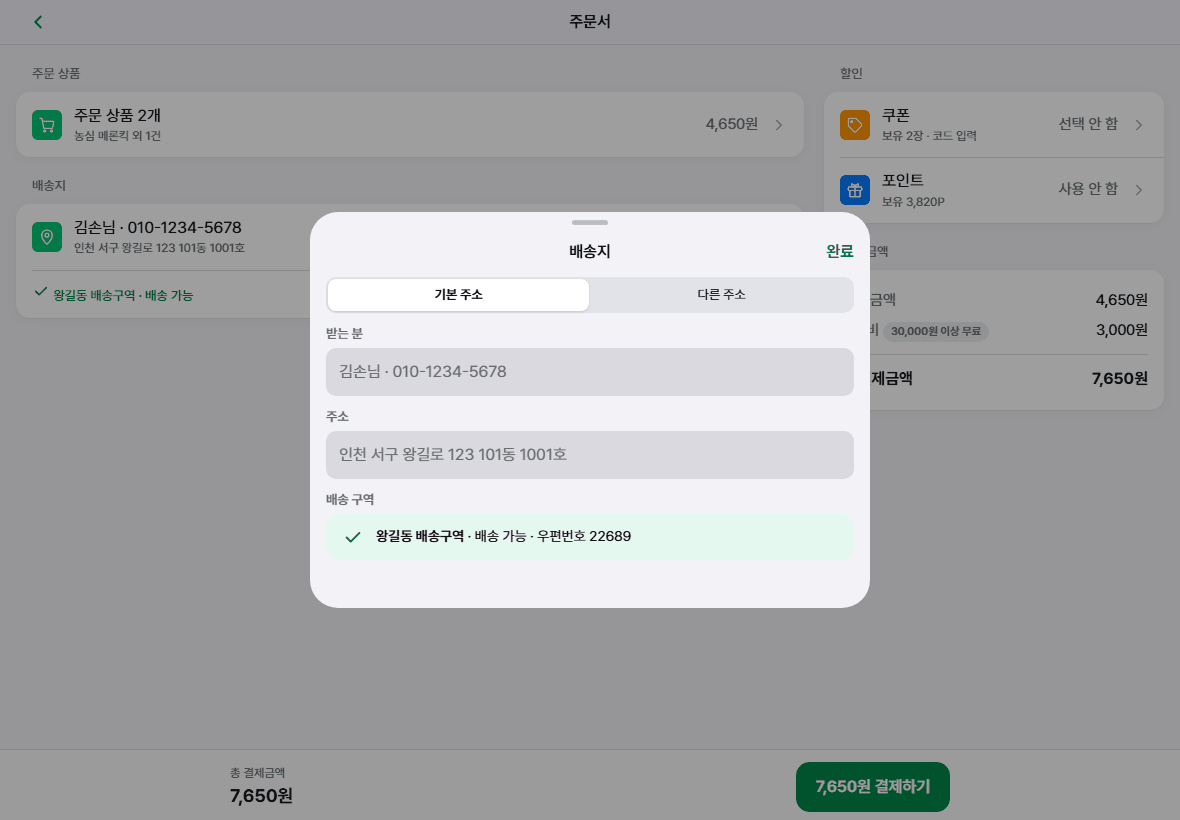 주문서
주문 상품
주문 상품 2개
농심 메론킥 외 1건
4,650원
배송지
김손님 · 010-1234-5678
인천 서구 왕길로 123 101동 1001호
왕길동 배송구역 · 배송 가능
할인
쿠폰
보유 2장 · 코드 입력
선택 안 함
포인트
보유 3,820P
사용 안 함
금액
금액
4,650원
비 30,000원 이상 무료
3,000원
제금액
7,650원
배송지
완료
기본 주소
다른 주소
받는 분
김손님 · 010-1234-5678
주소
인천 서구 왕길로 123 101동 1001호
배송 구역
왕길동 배송구역 · 배송 가능 · 우편번호 22689
총 결제금액
7,650원
7,650원 결제하기